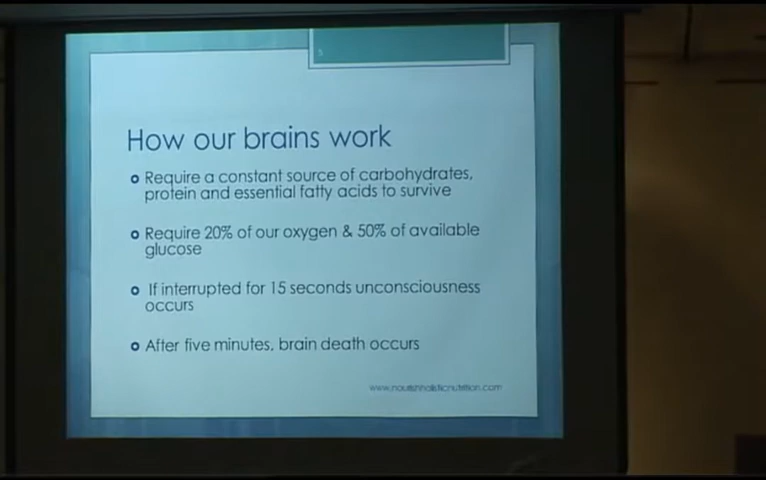 5
How our brains work
Require a constant source of carbohydrates,
protein and essential fatty acids to survive
Require 20% of our oxygen & 50% of available
glucose
If interrupted for 15 seconds unconsciousness
occurs
After five minutes, brain death occurs
www.nourishholisticnutrition.com